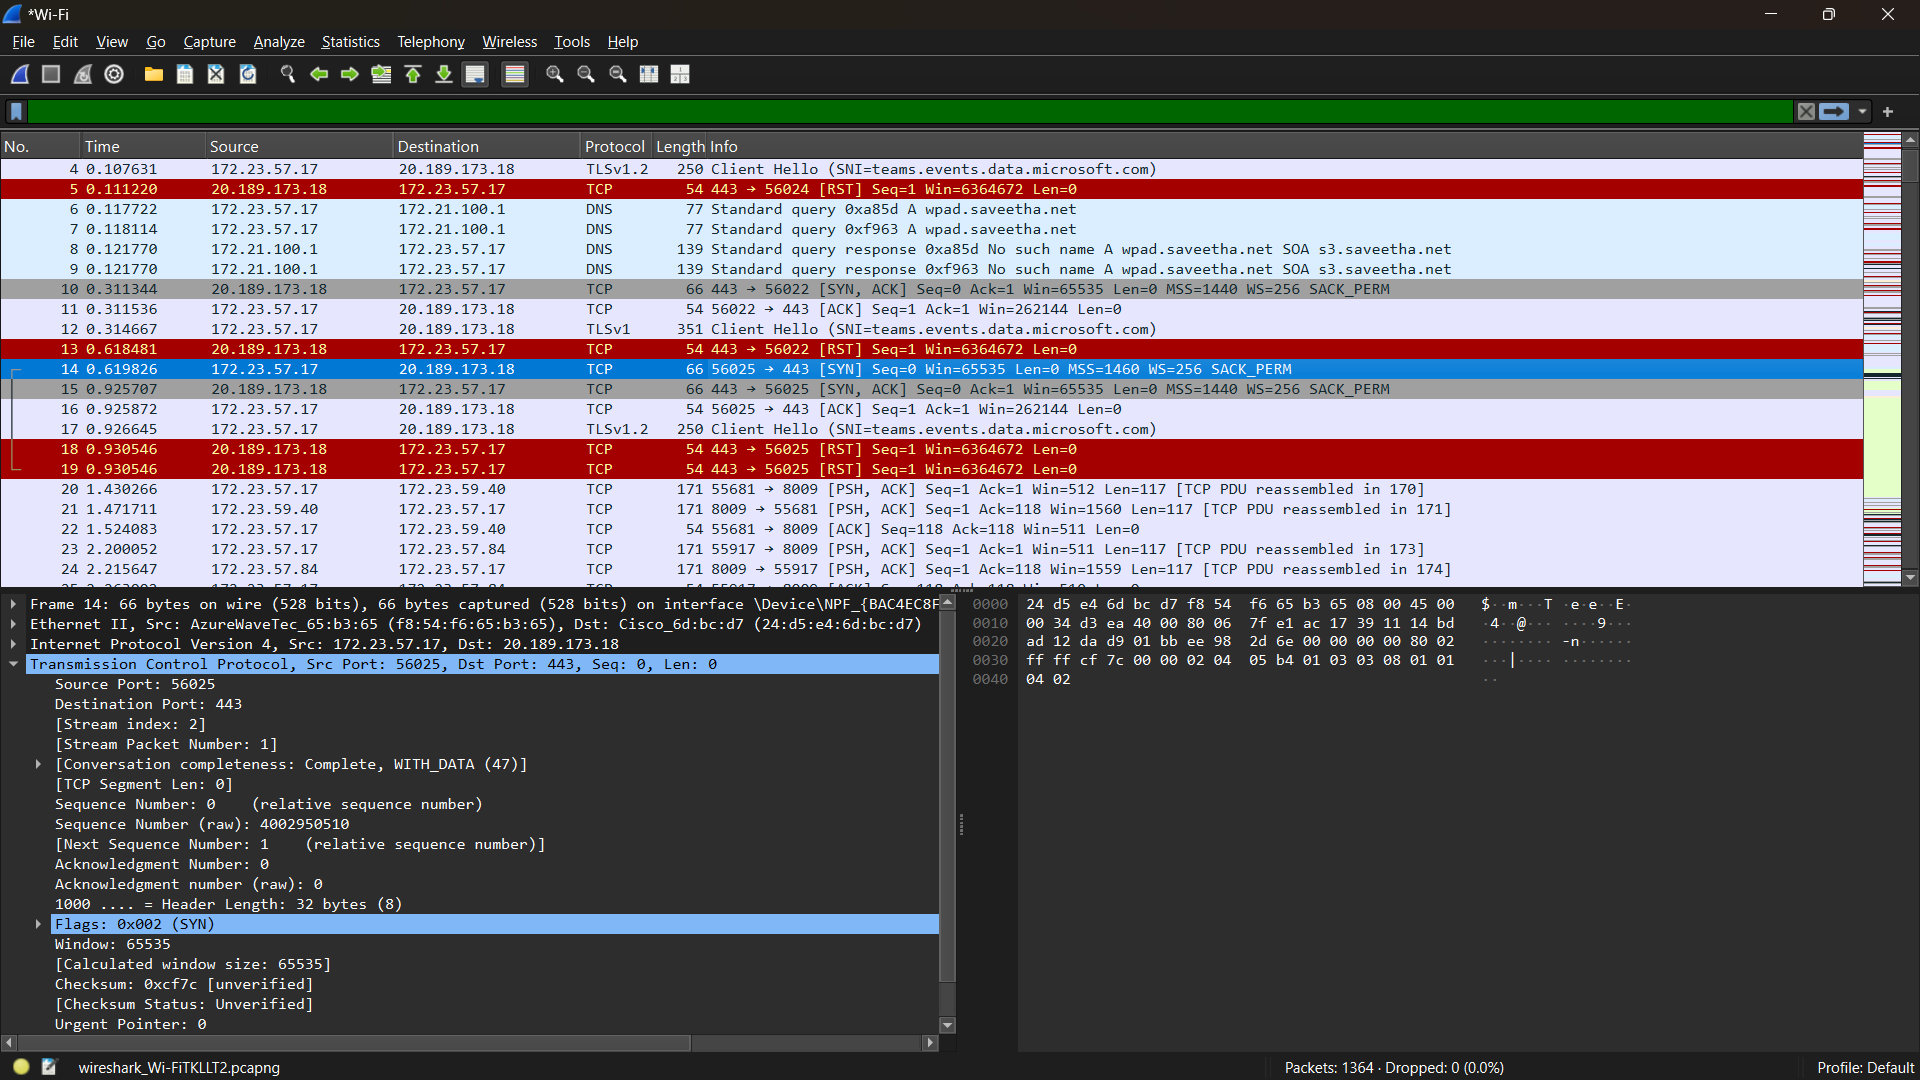 *Wi-Fi
File Edit View Go Capture Analyze Statistics Telephony Wireless Tools Help
No. Time Source Destination Protocol Length Info
4 0.107631 172.23.57.17 20.189.173.18 TLSv1.2 250 Client Hello (SNI=teams.events.data.microsoft.com)
5 0.111220 20.189.173.18 172.23.57.17 TCP 54 443 → 56024 [RST] Seq=1 Win=6364672 Len=0
6 0.117722 172.23.57.17 172.21.100.1 DNS 77 Standard query 0xa85d A wpad.saveetha.net
7 0.118114 172.23.57.17 172.21.100.1 DNS 77 Standard query 0xf963 A wpad.saveetha.net
8 0.121770 172.21.100.1 172.23.57.17 DNS 139 Standard query response 0xa85d No such name A wpad.saveetha.net SOA s3.saveetha.net
9 0.121770 172.21.100.1 172.23.57.17 DNS 139 Standard query response 0xf963 No such name A wpad.saveetha.net SOA s3.saveetha.net
10 0.311344 20.189.173.18 172.23.57.17 TCP 66 443 → 56022 [SYN, ACK] Seq=0 Ack=1 Win=65535 Len=0 MSS=1440 WS=256 SACK_PERM
11 0.311536 172.23.57.17 20.189.173.18 TCP 54 56022 → 443 [ACK] Seq=1 Ack=1 Win=262144 Len=0
12 0.314667 172.23.57.17 20.189.173.18 TLSv1 351 Client Hello (SNI=teams.events.data.microsoft.com)
13 0.618481 20.189.173.18 172.23.57.17 TCP 54 443 → 56022 [RST] Seq=1 Win=6364672 Len=0
14 0.619826 172.23.57.17 20.189.173.18 TCP 66 56025 → 443 [SYN] Seq=0 Win=65535 Len=0 MSS=1460 WS=256 SACK_PERM
15 0.925707 20.189.173.18 172.23.57.17 TCP 66 443 → 56025 [SYN, ACK] Seq=0 Ack=1 Win=65535 Len=0 MSS=1440 WS=256 SACK_PERM
16 0.925872 172.23.57.17 20.189.173.18 TCP 54 56025 → 443 [ACK] Seq=1 Ack=1 Win=262144 Len=0
17 0.926645 172.23.57.17 20.189.173.18 TLSv1.2 250 Client Hello (SNI=teams.events.data.microsoft.com)
18 0.930546 20.189.173.18 172.23.57.17 TCP 54 443 → 56025 [RST] Seq=1 Win=6364672 Len=0
19 0.930546 20.189.173.18 172.23.57.17 TCP 54 443 → 56025 [RST] Seq=1 Win=6364672 Len=0
20 1.430266 172.23.57.17 172.23.59.40 TCP 171 55681 → 8009 [PSH, ACK] Seq=1 Ack=1 Win=512 Len=117 [TCP PDU reassembled in 170]
21 1.471711 172.23.59.40 172.23.57.17 TCP 171 8009 → 55681 [PSH, ACK] Seq=1 Ack=118 Win=1560 Len=117 [TCP PDU reassembled in 171]
22 1.524083 172.23.57.17 172.23.59.40 TCP 54 55681 → 8009 [ACK] Seq=118 Ack=118 Win=511 Len=0
23 2.200052 172.23.57.17 172.23.57.84 TCP 171 55917 → 8009 [PSH, ACK] Seq=1 Ack=1 Win=511 Len=117 [TCP PDU reassembled in 173]
24 2.215647 172.23.57.84 172.23.57.17 TCP 171 8009 → 55917 [PSH, ACK] Seq=1 Ack=118 Win=1559 Len=117 [TCP PDU reassembled in 174]
Frame 14: 66 bytes on wire (528 bits), 66 bytes captured (528 bits) on interface \Device\NPF_{BAC4EC8F
Ethernet II, Src: AzureWaveTec_65:b3:65 (f8:54:f6:65:b3:65), Dst: Cisco_6d:bc:d7 (24:d5:e4:6d:bc:d7)
Internet Protocol Version 4, Src: 172.23.57.17, Dst: 20.189.173.18
Transmission Control Protocol, Src Port: 56025, Dst Port: 443, Seq: 0, Len: 0
Source Port: 56025
Destination Port: 443
[Stream index: 2]
[Stream Packet Number: 1]
[Conversation completeness: Complete, WITH_DATA (47)]
[TCP Segment Len: 0]
Sequence Number: 0 (relative sequence number)
Sequence Number (raw): 4002950510
[Next Sequence Number: 1 (relative sequence number)]
Acknowledgment Number: 0
Acknowledgment number (raw): 0
1000 .... = Header Length: 32 bytes (8)
Flags: 0x002 (SYN)
Window: 65535
[Calculated window size: 65535]
Checksum: 0xcf7c [unverified]
[Checksum Status: Unverified]
Urgent Pointer: 0
0000 24 d5 e4 6d bc d7 f8 54 f6 65 b3 65 08 00 45 00 $··m···T ·e·e··E·
0010 00 34 d3 ea 40 00 80 06 7f e1 ac 17 39 11 14 bd ·4··@··· ····9···
0020 ad 12 da d9 01 bb ee 98 2d 6e 00 00 00 00 80 02 ········ -n······
0030 ff ff cf 7c 00 00 02 04 05 b4 01 03 03 08 01 01 ···|···· ········
0040 04 02 ··
wireshark_Wi-FiTKLLT2.pcapng
Packets: 1364 · Dropped: 0 (0.0%)
Profile: Default